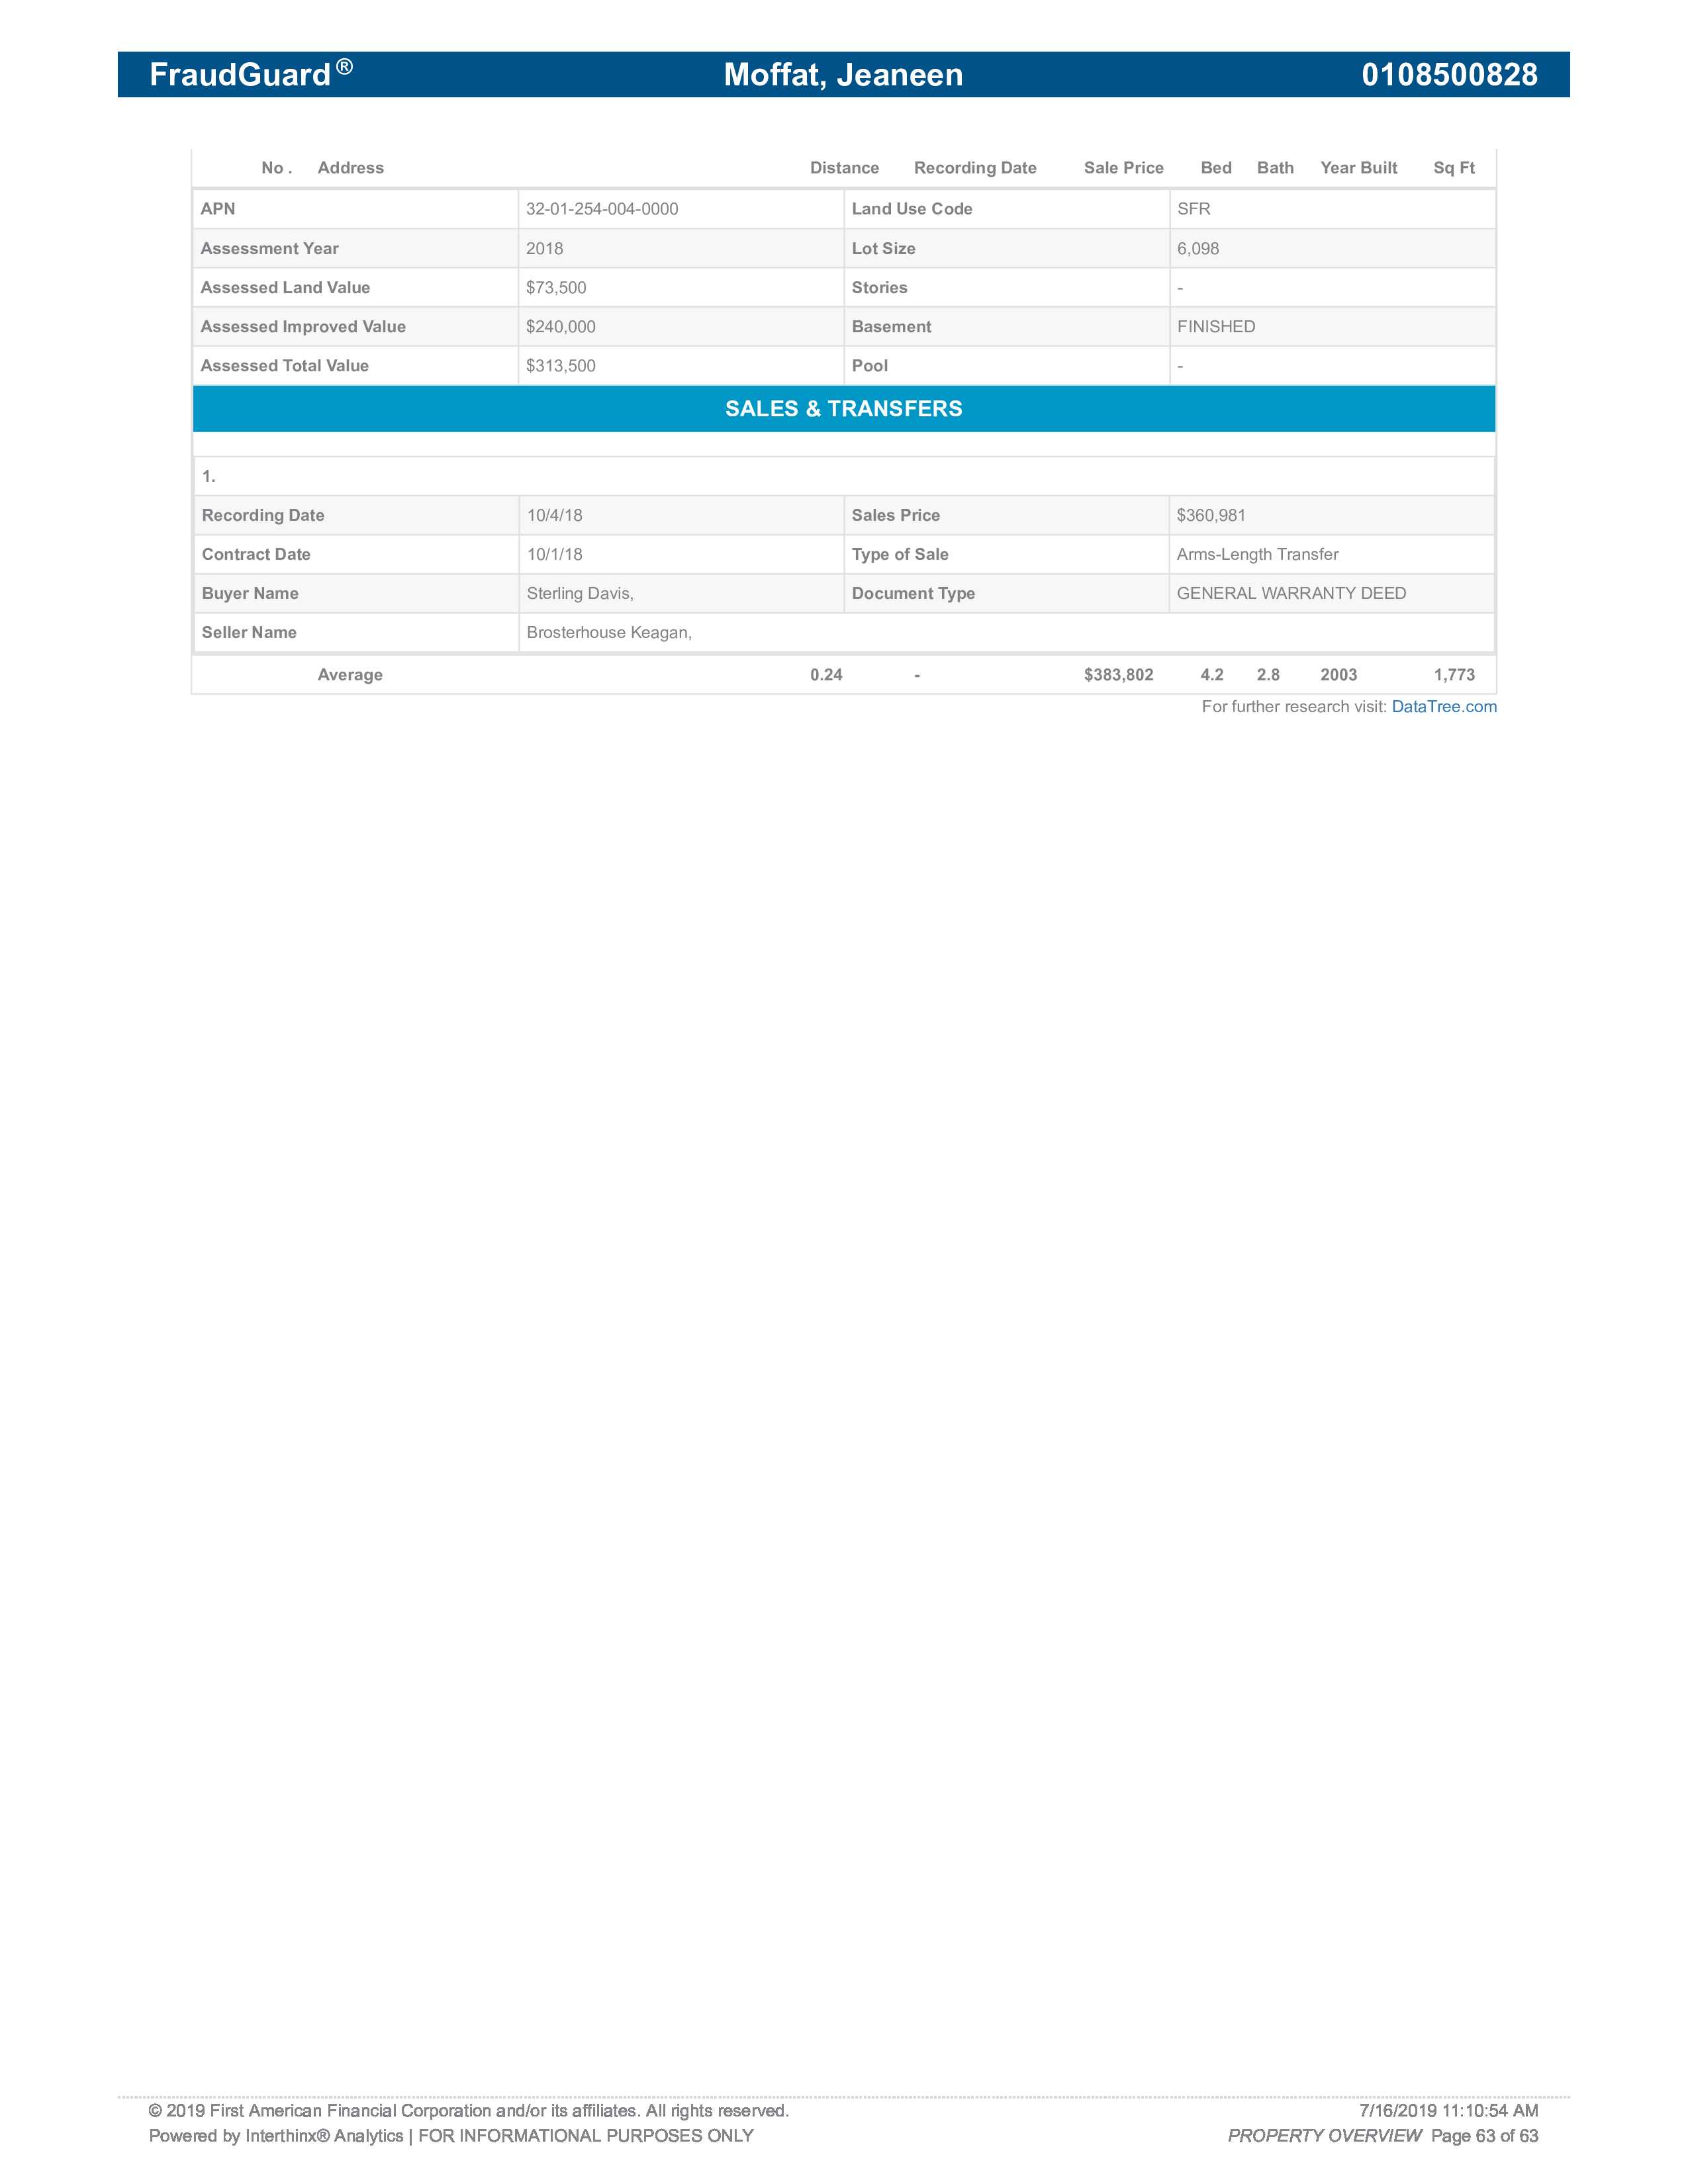 FraudGuard® Moffat, Jeaneen 0108500828
No . Address Distance Recording Date Sale Price Bed Bath Year Built Sq Ft
APN 32-01-254-004-0000 Land Use Code SFR
Assessment Year 2018 Lot Size 6,098
Assessed Land Value $73,500 Stories -
Assessed Improved Value $240,000 Basement FINISHED
Assessed Total Value $313,500 Pool -
SALES & TRANSFERS
1.
Recording Date 10/4/18 Sales Price $360,981
Contract Date 10/1/18 Type of Sale Arms-Length Transfer
Buyer Name Sterling Davis, Document Type GENERAL WARRANTY DEED
Seller Name Brosterhouse Keagan,
Average 0.24 - $383,802 4.2 2.8 2003 1,773
For further research visit: DataTree.com
© 2019 First American Financial Corporation and/or its affiliates. All rights reserved. 7/16/2019 11:10:54 AM
Powered by Interthinx® Analytics | FOR INFORMATIONAL PURPOSES ONLY PROPERTY OVERVIEW Page 63 of 63